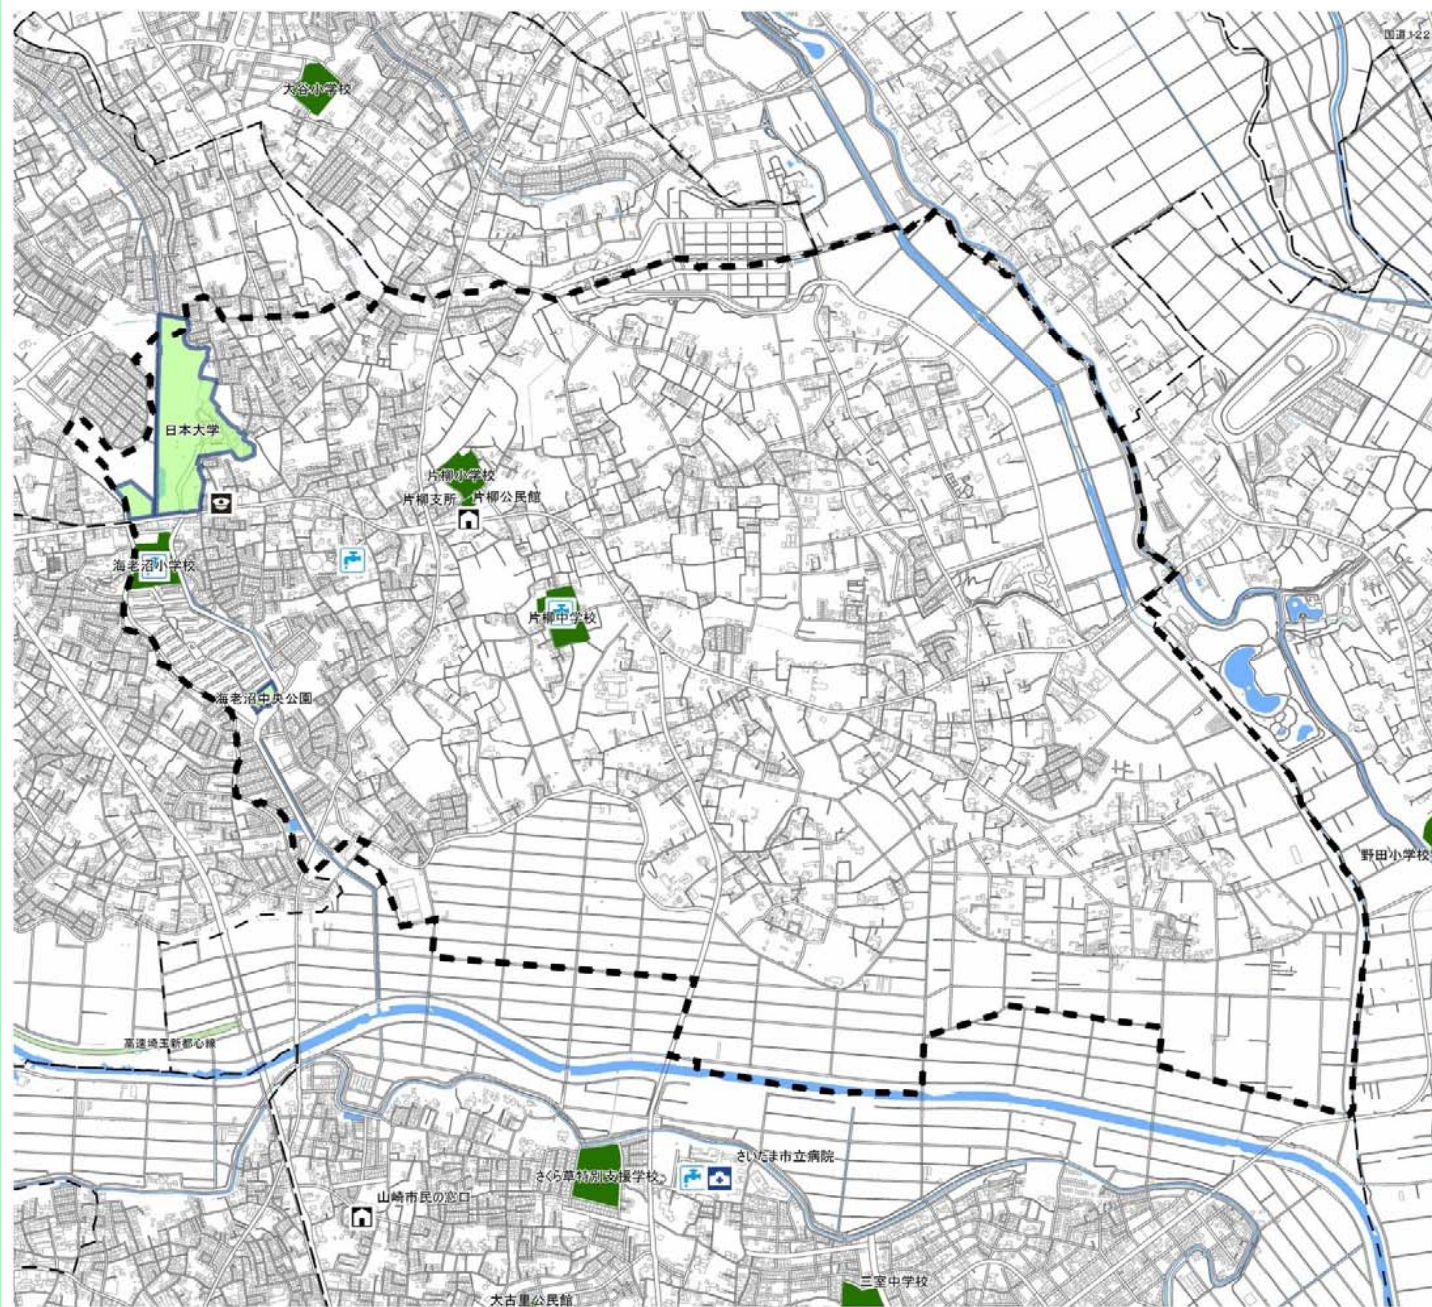 国道122
大谷小学校
日本大学
片柳小学校
片柳支所
片柳公民館
海老沼小学校
片柳中学校
海老沼中央公園
野田小学校
高速埼玉新都心線
さいたま市立病院
さくら草特別支援学校
山崎市民の窓口
三室中学校
大古里公民館